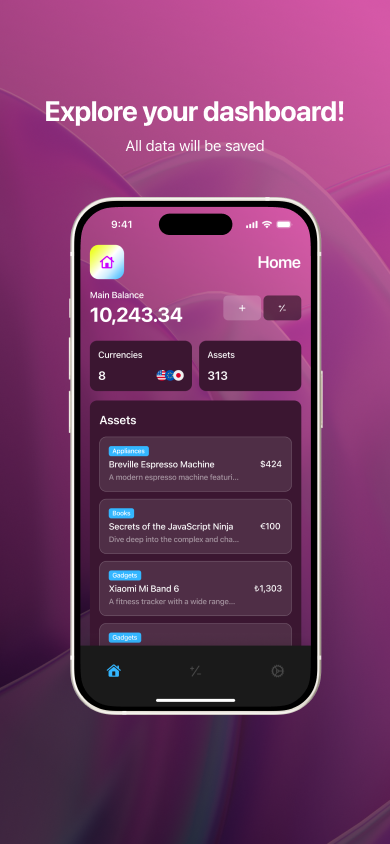 Explore your dashboard!
All data will be saved
9:41
Home
Main Balance
10,243.34
+
⁺⁄₋
Currencies
8
Assets
313
Assets
Appliances
Breville Espresso Machine
$424
A modern espresso machine featuri...
Books
Secrets of the JavaScript Ninja
€100
Dive deep into the complex and cha...
Gadgets
Xiaomi Mi Band 6
₺1,303
A fitness tracker with a wide range...
Gadgets